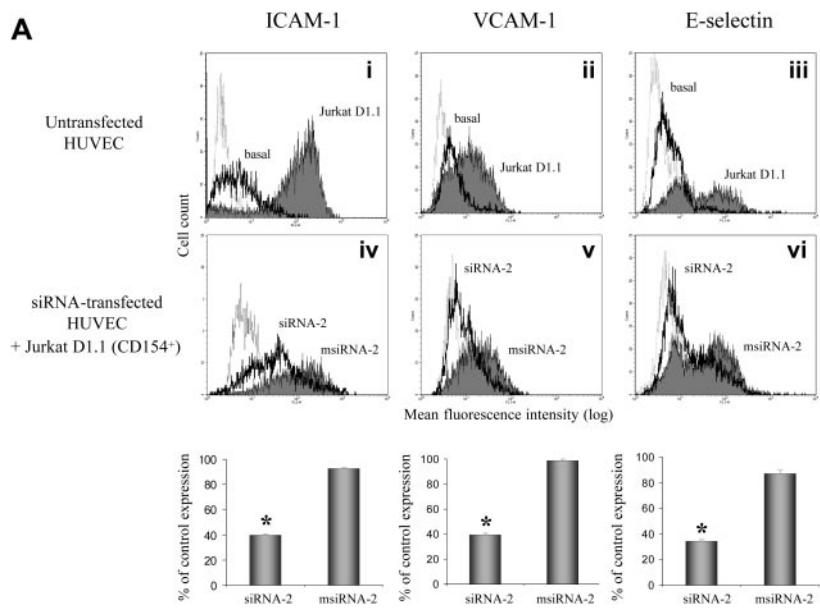 A
ICAM-1 VCAM-1 E-selectin
Untransfected
HUVEC
i
basal
Jurkat D1.1
ii
basal
Jurkat D1.1
iii
basal
Jurkat D1.1
Cell count
siRNA-transfected
HUVEC
+ Jurkat D1.1 (CD154+)
iv
siRNA-2
msiRNA-2
v
siRNA-2
msiRNA-2
vi
siRNA-2
msiRNA-2
Mean fluorescence intensity (log)
% of control expression
100
80
60
40
20
0
*
siRNA-2 msiRNA-2
% of control expression
100
80
60
40
20
0
*
siRNA-2 msiRNA-2
% of control expression
100
80
60
40
20
0
*
siRNA-2 msiRNA-2